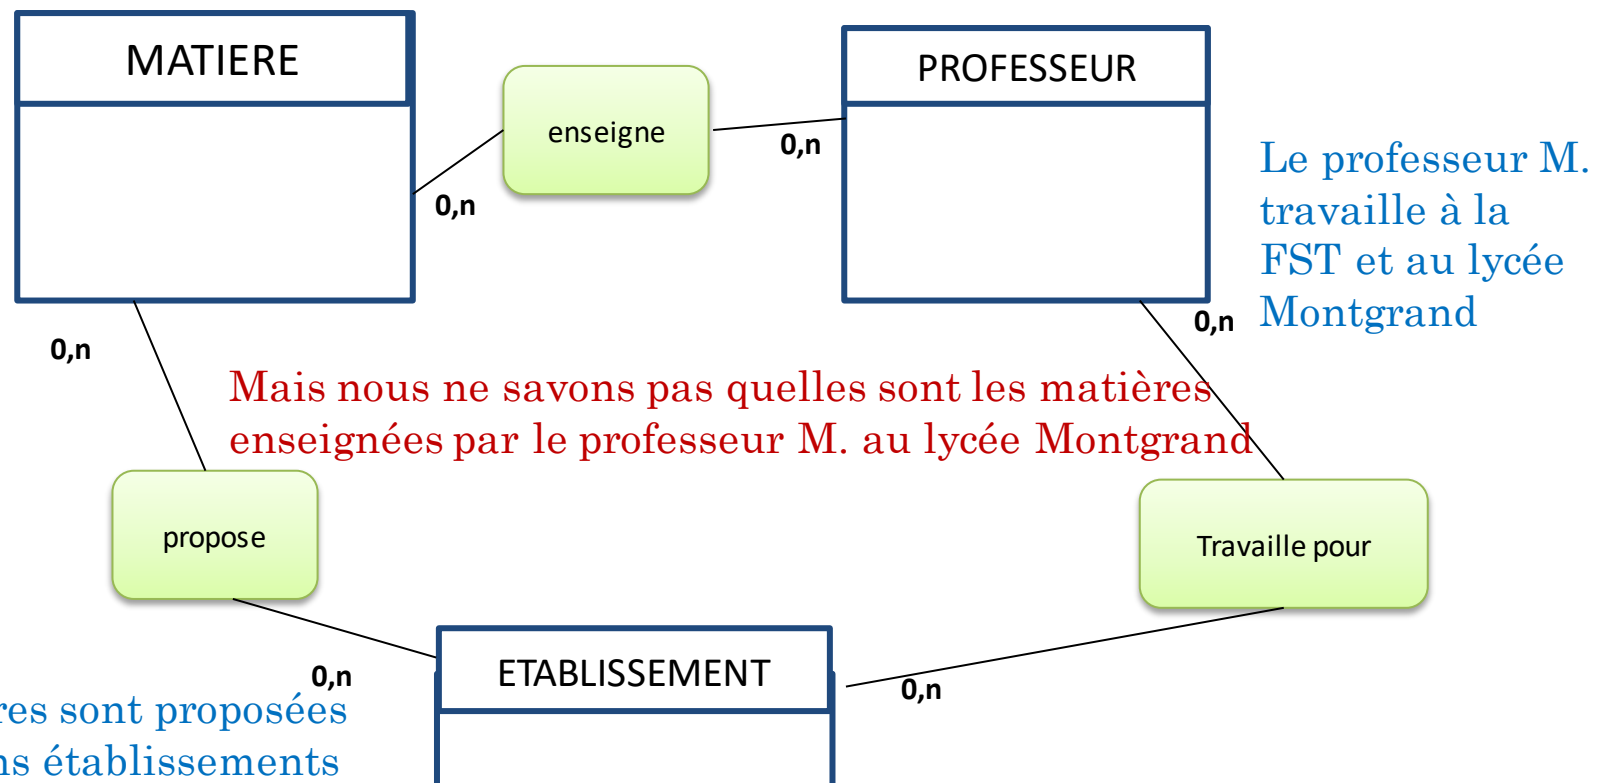 MATIERE
PROFESSEUR
enseigne
0,n
0,n
Le professeur M.
travaille à la
FST et au lycée
Montgrand
0,n
0,n
Mais nous ne savons pas quelles sont les matières
enseignées par le professeur M. au lycée Montgrand
propose
Travaille pour
ETABLISSEMENT
0,n
0,n
res sont proposées
ns établissements